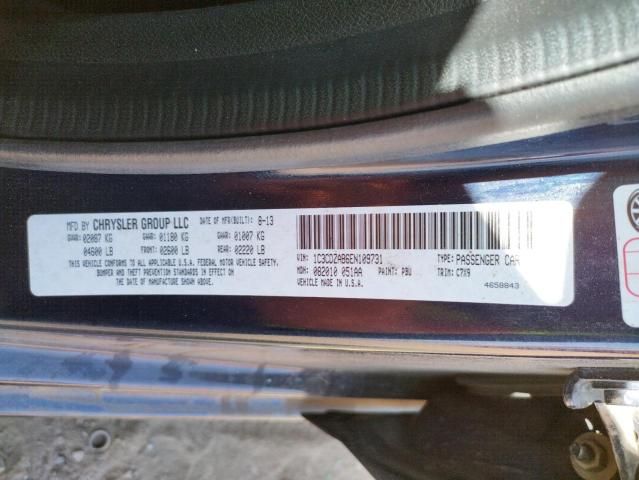 MFD BY CHRYSLER GROUP LLC DATE OF MFR(BUILT): 8-13
GVWR: 02087 KG GAWR: 01180 KG GAWR: 01007 KG
04600 LB FRONT: 02600 LB REAR: 02220 LB
THIS VEHICLE CONFORMS TO ALL APPLICABLE U.S.A. FEDERAL MOTOR VEHICLE SAFETY,
BUMPER AND THEFT PREVENTION STANDARDS IN EFFECT ON
THE DATE OF MANUFACTURE SHOWN ABOVE.
VIN: 1C3CDZAB6EN109731 TYPE: PASSENGER CAR
MDH: 082010 051AA PAINT: PBU TRIM: C7X9
VEHICLE MADE IN U.S.A. 4658843